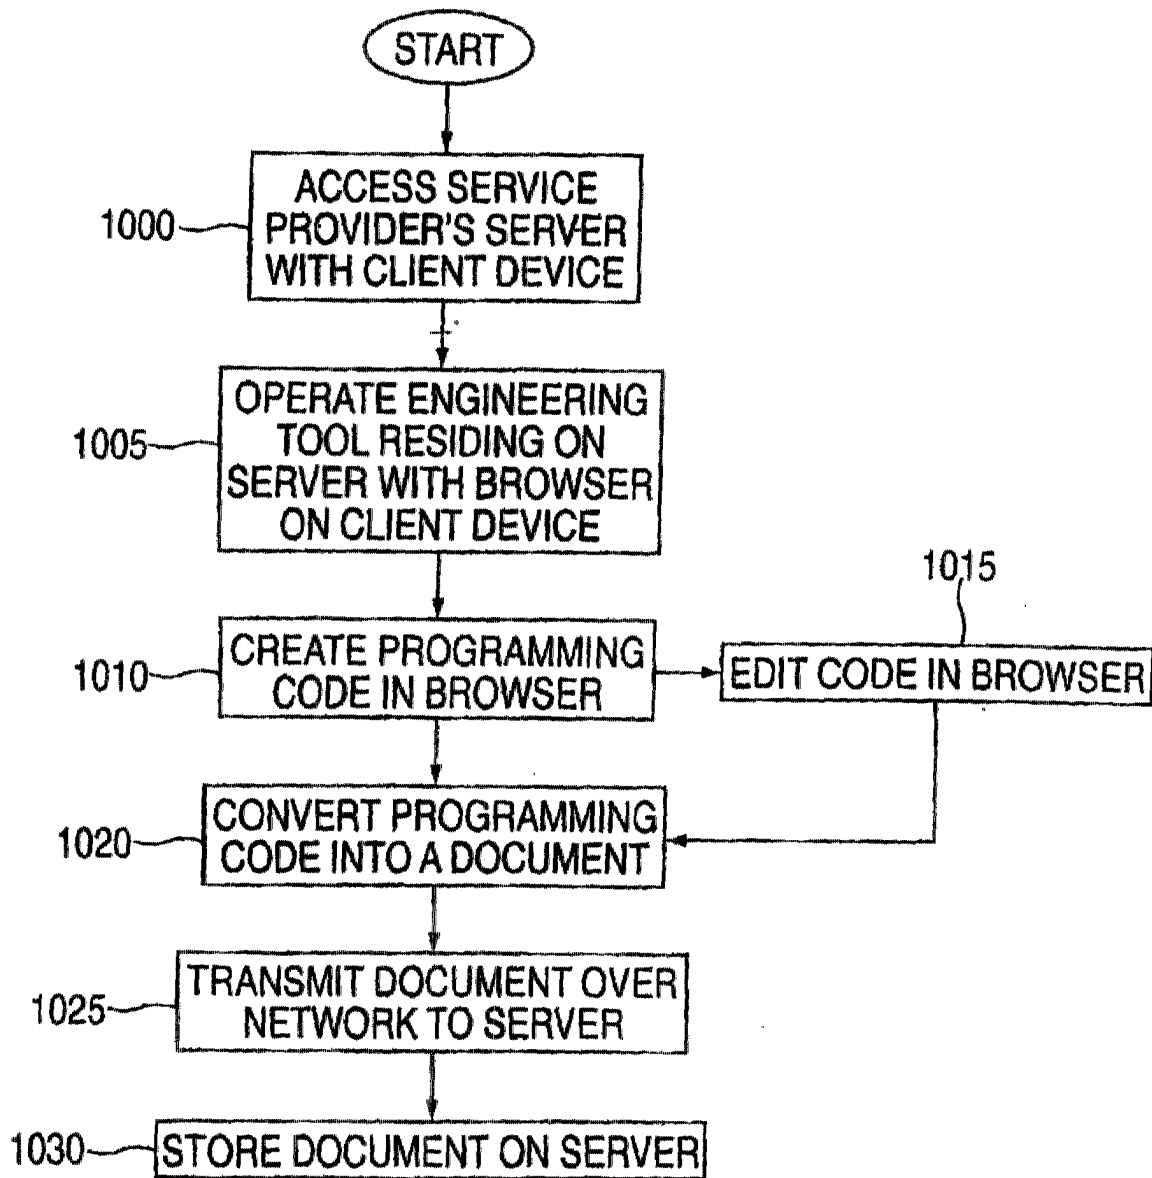 START
ACCESS SERVICE
PROVIDER'S SERVER
WITH CLIENT DEVICE
1000
OPERATE ENGINEERING
TOOL RESIDING ON
SERVER WITH BROWSER
ON CLIENT DEVICE
1005
CREATE PROGRAMMING
CODE IN BROWSER
1010
1015
EDIT CODE IN BROWSER
CONVERT PROGRAMMING
CODE INTO A DOCUMENT
1020
TRANSMIT DOCUMENT OVER
NETWORK TO SERVER
1025
STORE DOCUMENT ON SERVER
1030